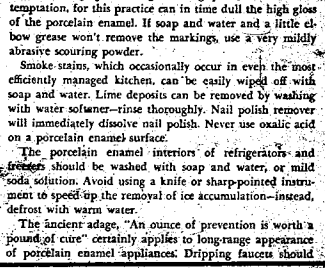 temptation, for this practice can in time dull the high gloss
of the porcelain enamel. If soap and water and a little el-
bow grease won't remove the markings, use a very mildly
abrasive scouring powder.
Smoke stains, which occasionally occur in even the most
efficiently managed kitchen, can be easily wiped off with
soap and water. Lime deposits can be removed by washing
with water softener—rinse thoroughly. Nail polish remover
will immediately dissolve nail polish. Never use oxalic acid
on a porcelain enamel surface.
The porcelain enamel interiors of refrigerators and
freezers should be washed with soap and water, or mild
soda solution. Avoid using a knife or sharp-pointed instru-
ment to speed up the removal of ice accumulation—instead,
defrost with warm water.
The ancient adage, "An ounce of prevention is worth a
pound of cure" certainly applies to long-range appearance
of porcelain enamel appliances. Dripping faucets should